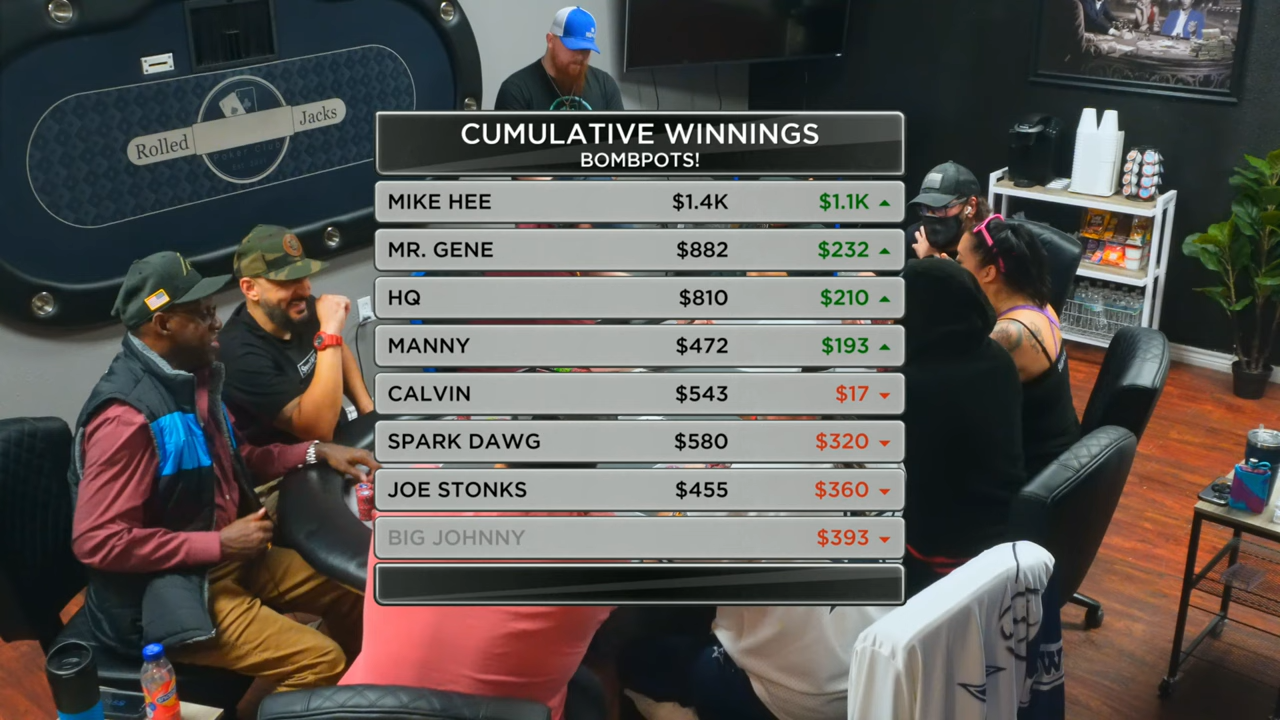 Rolled Jacks
CUMULATIVE WINNINGS
BOMBPOTS!
MIKE HEE $1.4K $1.1K
MR. GENE $882 $232
HQ $810 $210
MANNY $472 $193
CALVIN $543 $17
SPARK DAWG $580 $320
JOE STONKS $455 $360
BIG JOHNNY $393